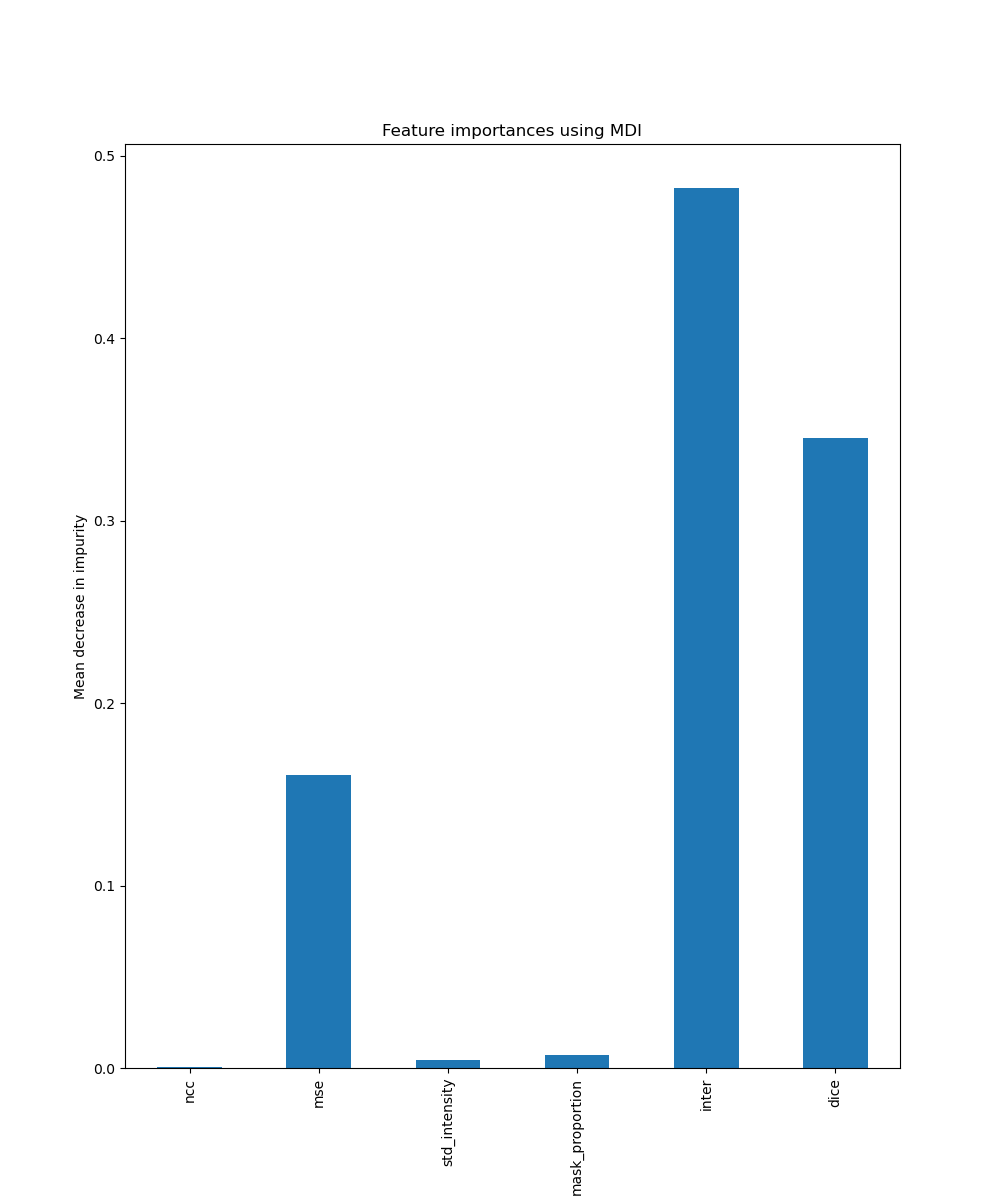 Feature importances using MDI
Mean decrease in impurity
0.5
0.4
0.3
0.2
0.1
0.0
ncc
mse
std_intensity
mask_proportion
inter
dice